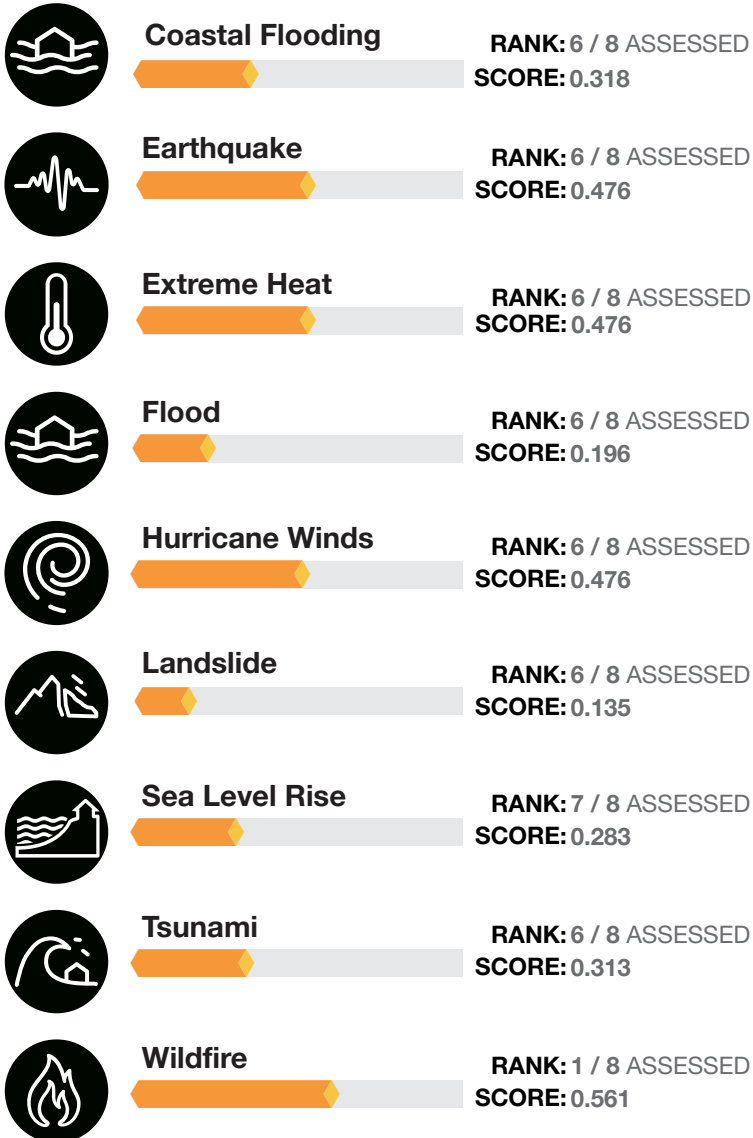 Coastal Flooding
RANK: 6 / 8 ASSESSED
SCORE: 0.318
Earthquake
RANK: 6 / 8 ASSESSED
SCORE: 0.476
Extreme Heat
RANK: 6 / 8 ASSESSED
SCORE: 0.476
Flood
RANK: 6 / 8 ASSESSED
SCORE: 0.196
Hurricane Winds
RANK: 6 / 8 ASSESSED
SCORE: 0.476
Landslide
RANK: 6 / 8 ASSESSED
SCORE: 0.135
Sea Level Rise
RANK: 7 / 8 ASSESSED
SCORE: 0.283
Tsunami
RANK: 6 / 8 ASSESSED
SCORE: 0.313
Wildfire
RANK: 1 / 8 ASSESSED
SCORE: 0.561